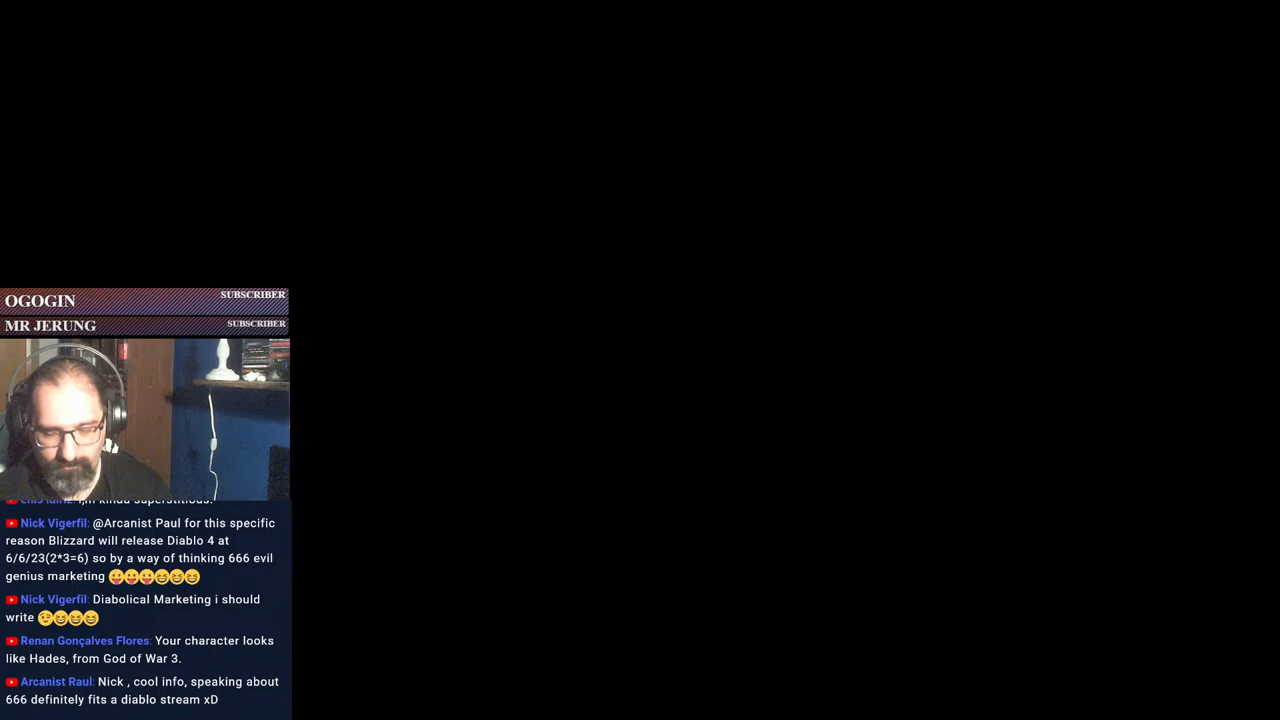 OGOGIN SUBSCRIBER
MR JERUNG SUBSCRIBER
kinda superstitious.
Nick Vigerfil: @Arcanist Paul for this specific
reason Blizzard will release Diablo 4 at
6/6/23(2*3=6) so by a way of thinking 666 evil
genius marketing 😛😛😛😆😆😆
Nick Vigerfil: Diabolical Marketing i should
write 😉😆😆😆
Renan Gonçalves Flores: Your character looks
like Hades, from God of War 3.
Arcanist Raul: Nick , cool info, speaking about
666 definitely fits a diablo stream xD